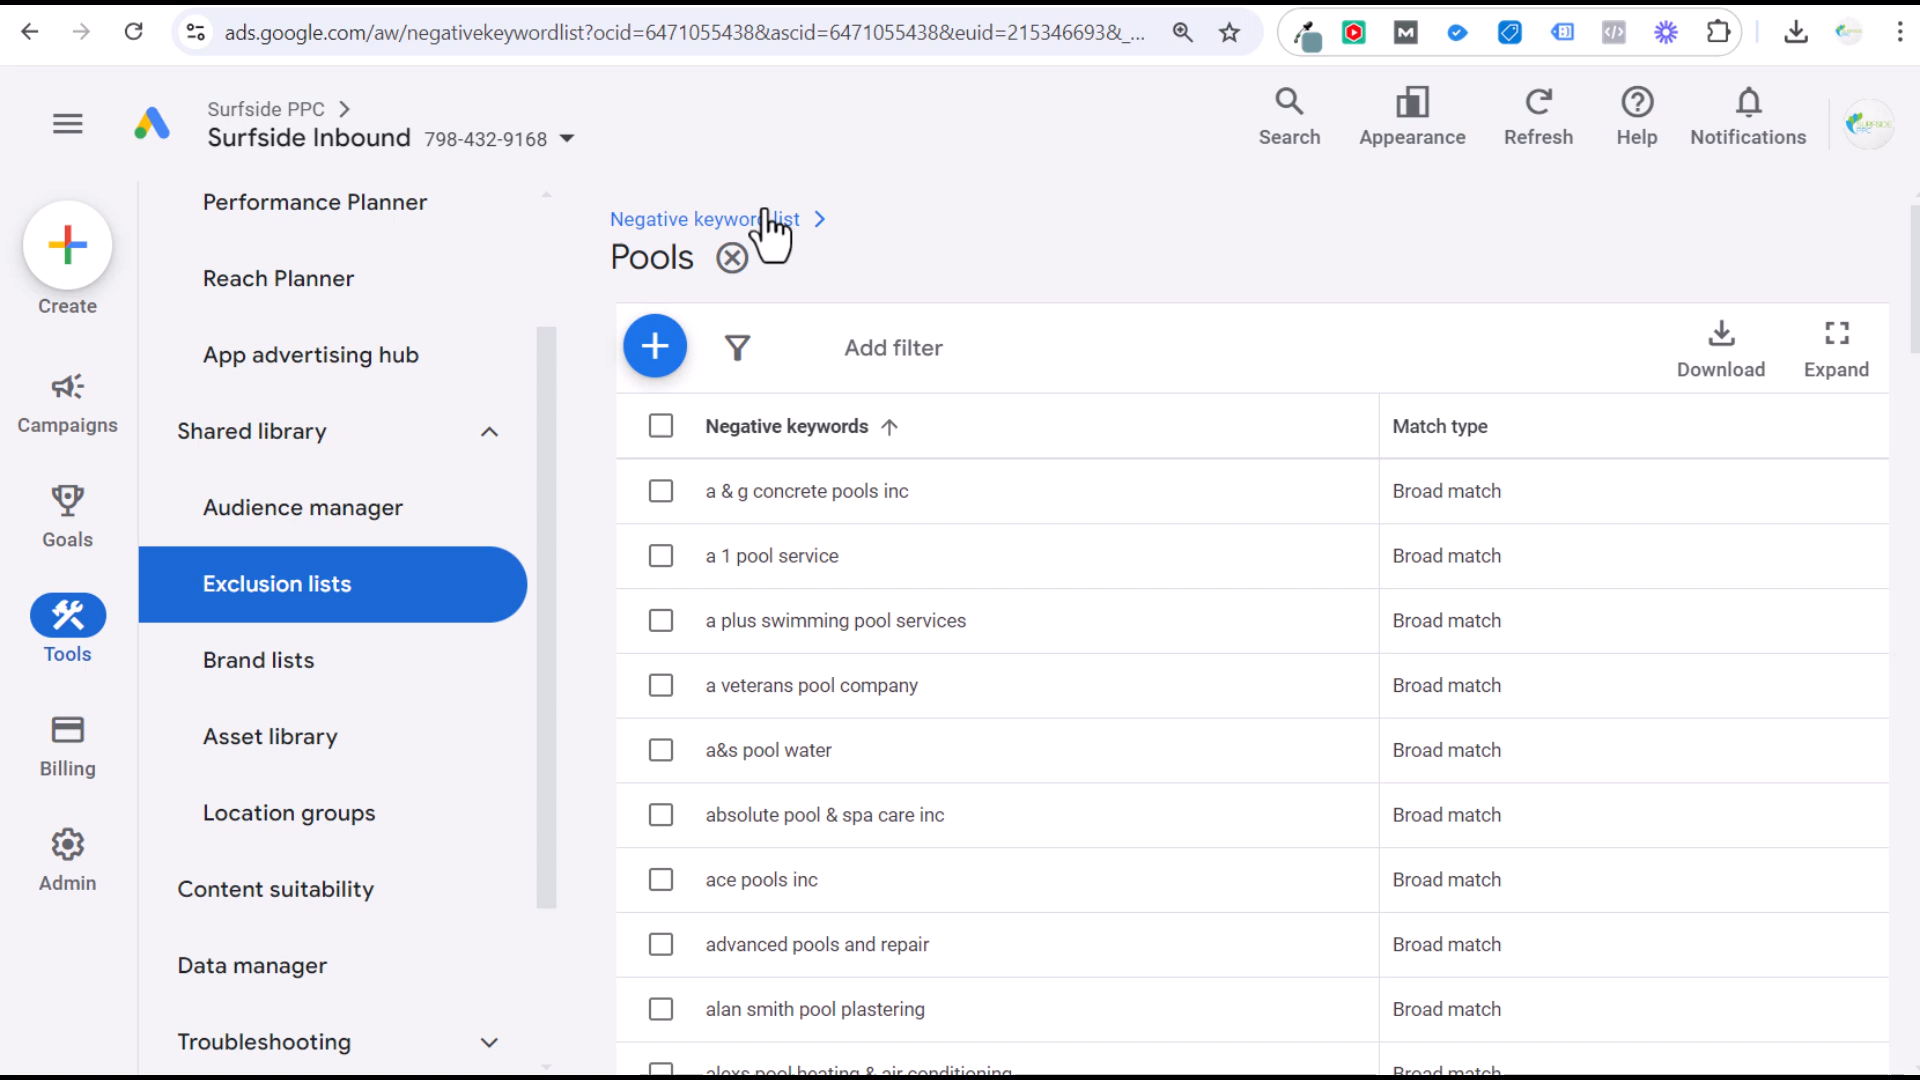 ads.google.com/aw/negativekeywordlist?ocid=6471055438&ascid=6471055438&euid=215346693&_...
Surfside PPC
Surfside Inbound 798-432-9168
Search
Appearance
Refresh
Help
Notifications
Create
Campaigns
Goals
Tools
Billing
Admin
Performance Planner
Reach Planner
App advertising hub
Shared library
Audience manager
Exclusion lists
Brand lists
Asset library
Location groups
Content suitability
Data manager
Troubleshooting
Negative keyword list
Pools
Add filter
Download
Expand
Negative keywords Match type
a & g concrete pools inc Broad match
a 1 pool service Broad match
a plus swimming pool services Broad match
a veterans pool company Broad match
a&s pool water Broad match
absolute pool & spa care inc Broad match
ace pools inc Broad match
advanced pools and repair Broad match
alan smith pool plastering Broad match
alexs pool heating & air conditioning Broad match